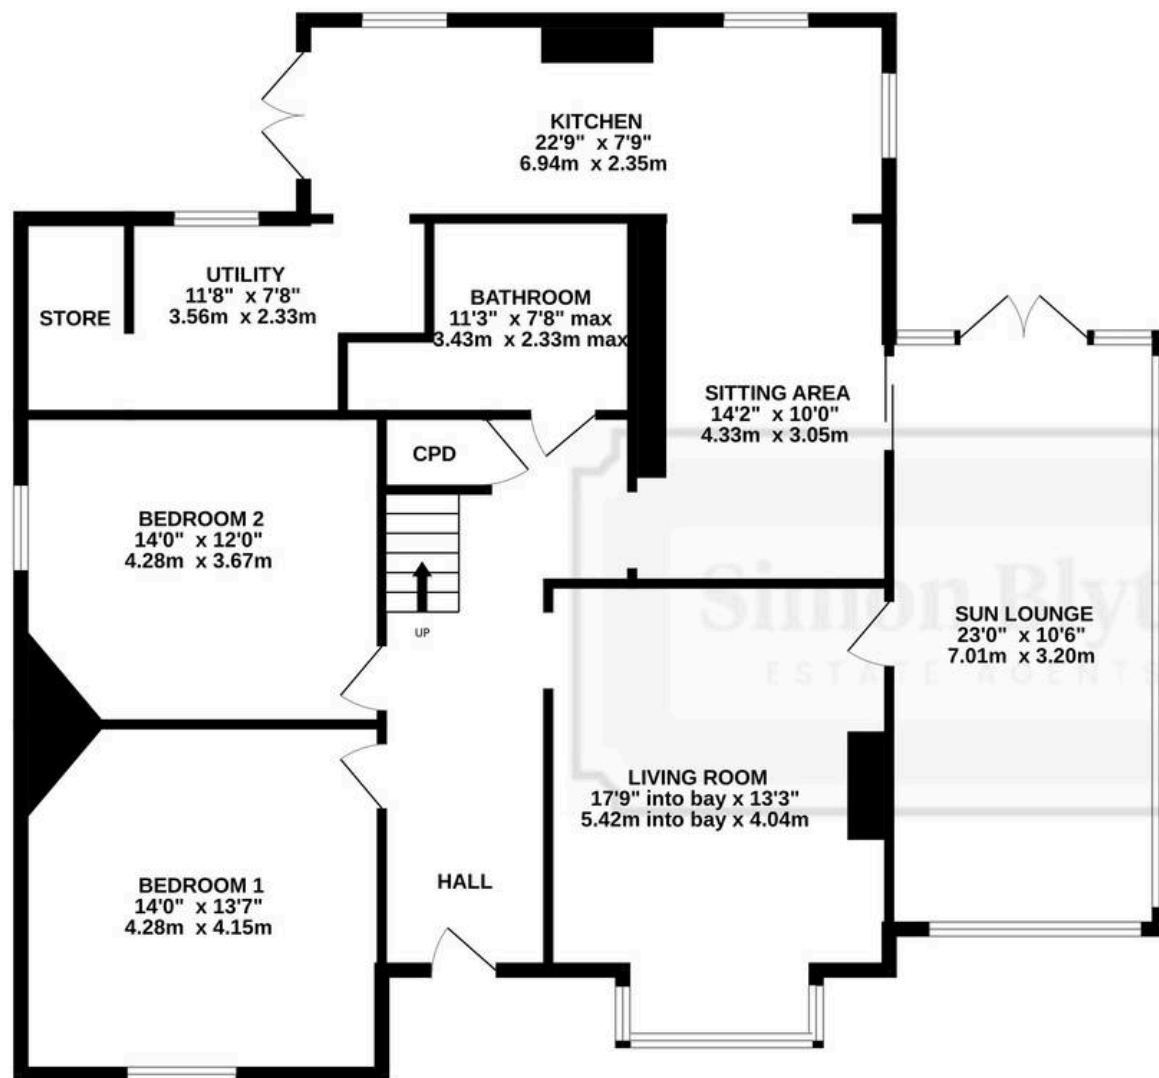 KITCHEN
22'9" x 7'9"
6.94m x 2.35m
UTILITY
11'8" x 7'8"
3.56m x 2.33m
STORE
BATHROOM
11'3" x 7'8" max
3.43m x 2.33m max
SITTING AREA
14'2" x 10'0"
4.33m x 3.05m
CPD
BEDROOM 2
14'0" x 12'0"
4.28m x 3.67m
UP
Simon Blyt
ESTATE AGENTS
SUN LOUNGE
23'0" x 10'6"
7.01m x 3.20m
LIVING ROOM
17'9" into bay x 13'3"
5.42m into bay x 4.04m
HALL
BEDROOM 1
14'0" x 13'7"
4.28m x 4.15m